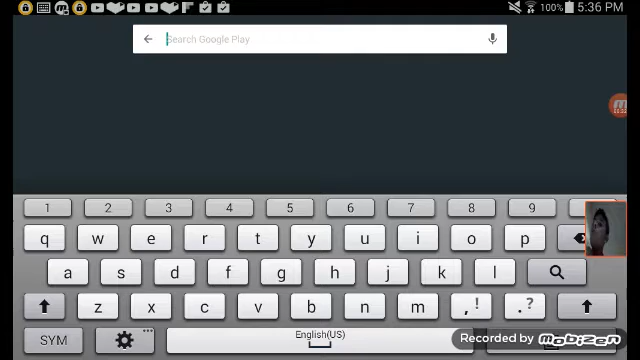 100% 5:36 PM
Search Google Play
1 2 3 4 5 6 7 8 9
q w e r t y u i o p
a s d f g h j k l
z x c v b n m , ! . ?
SYM English(US)
Recorded by mobizen